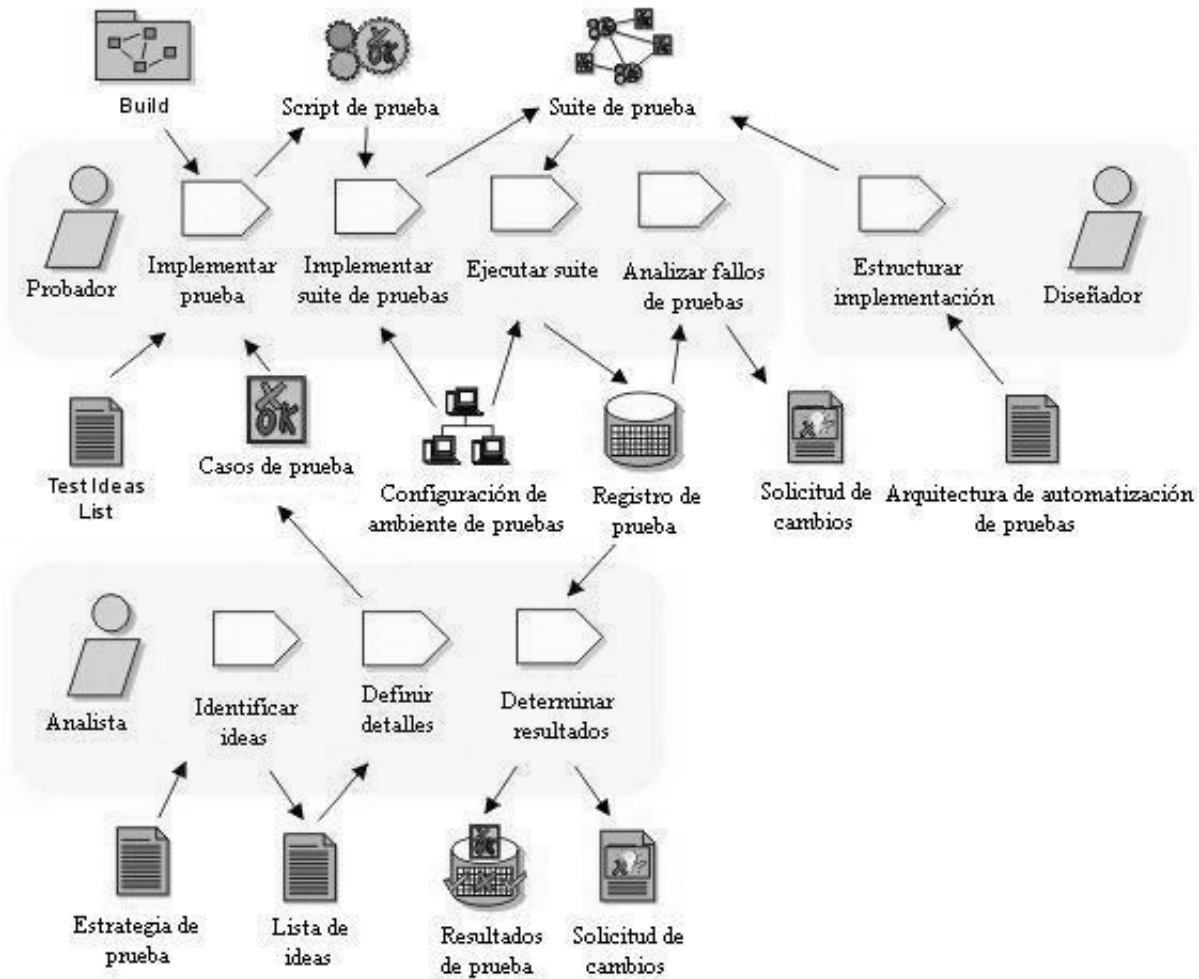 Build
Script de prueba
Suite de prueba
Probador
Implementar
prueba
Implementar
suite de pruebas
Ejecutar suite
Analizar fallos
de pruebas
Estructurar
implementación
Diseñador
Test Ideas
List
X
OK
Casos de prueba
Configuración de
ambiente de pruebas
Registro de
prueba
Solicitud de
cambios
Arquitectura de automatización
de pruebas
Analista
Identificar
ideas
Definir
detalles
Determinar
resultados
Estrategia de
prueba
Lista de
ideas
Resultados
de prueba
Solicitud de
cambios